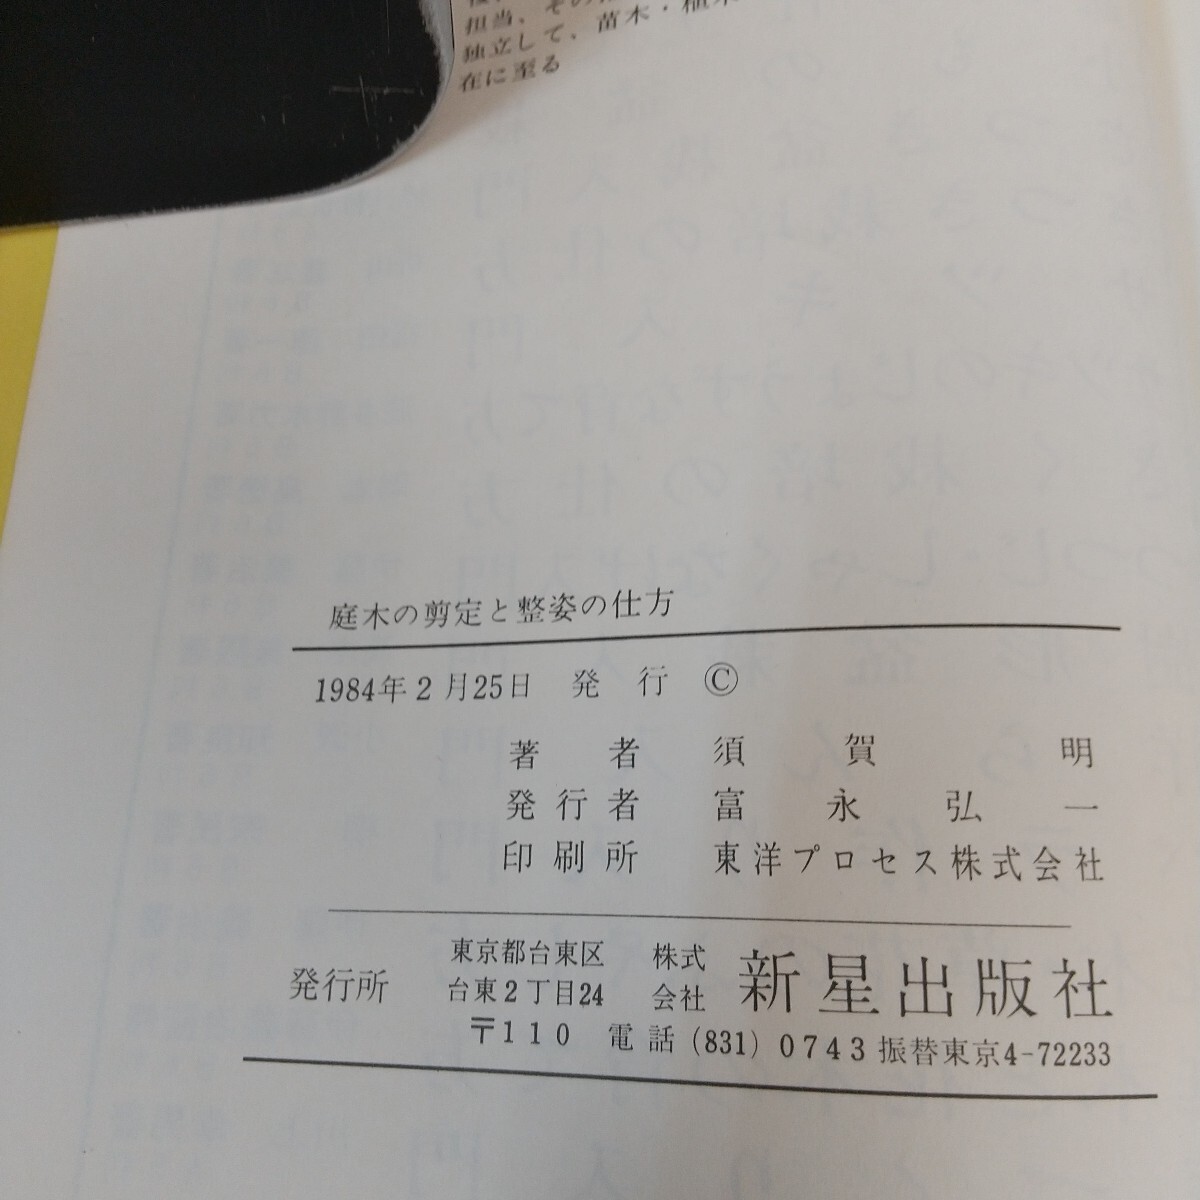 担当、その
独立して、苗木・植木
在に至る
庭木の剪定と整姿の仕方
1984年2月25日 発行 ©
著者 須賀明
発行者 富永弘一
印刷所 東洋プロセス株式会社
発行所 東京都台東区台東2丁目24 株式会社 新星出版社
〒110 電話(831)0743 振替東京4-72233